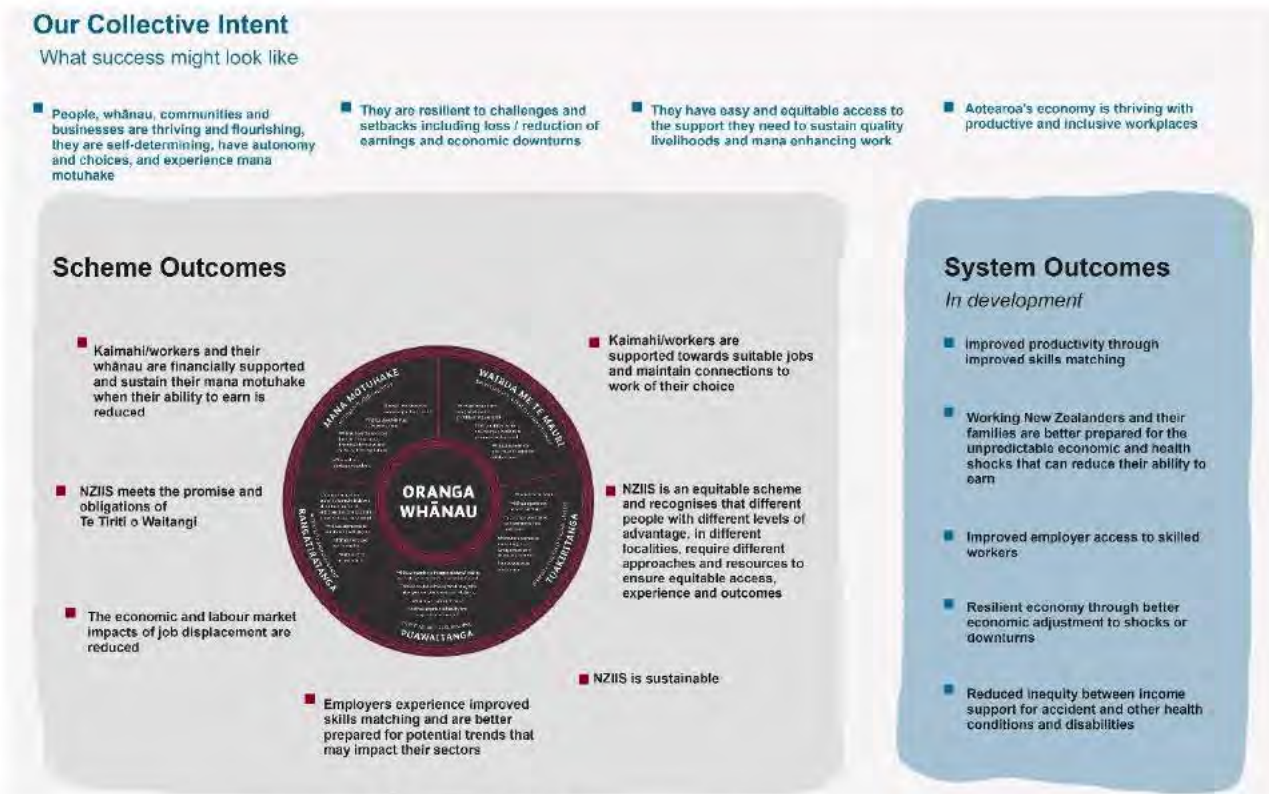 Our Collective Intent
What success might look like
People, whānau, communities and
businesses are thriving and flourishing,
they are self-determining, have autonomy
and choices, and experience mana
motuhake
They are resilient to challenges and
setbacks including loss / reduction of
earnings and economic downturns
They have easy and equitable access to
the support they need to sustain quality
livelihoods and mana enhancing work
Aotearoa's economy is thriving with
productive and inclusive workplaces
Scheme Outcomes
Kaimahi/workers and their
whānau are financially supported
and sustain their mana motuhake
when their ability to earn is
reduced
NZIIS meets the promise and
obligations of
Te Tiriti o Waitangi
The economic and labour market
impacts of job displacement are
reduced
MANA MOTUHAKE
WAIRUA ME TE MAURI
ORANGA
WHĀNAU
RANGATIRATANGA
TUAKIRITANGA
PUAWAITANGA
Employers experience improved
skills matching and are better
prepared for potential trends that
may impact their sectors
Kaimahi/workers are
supported towards suitable jobs
and maintain connections to
work of their choice
NZIIS is an equitable scheme
and recognises that different
people with different levels of
advantage, in different
localities, require different
approaches and resources to
ensure equitable access,
experience and outcomes
NZIIS is sustainable
System Outcomes
In development
Improved productivity through
improved skills matching
Working New Zealanders and their
families are better prepared for the
unpredictable economic and health
shocks that can reduce their ability to
earn
Improved employer access to skilled
workers
Resilient economy through better
economic adjustment to shocks or
downturns
Reduced inequity between income
support for accident and other health
conditions and disabilities